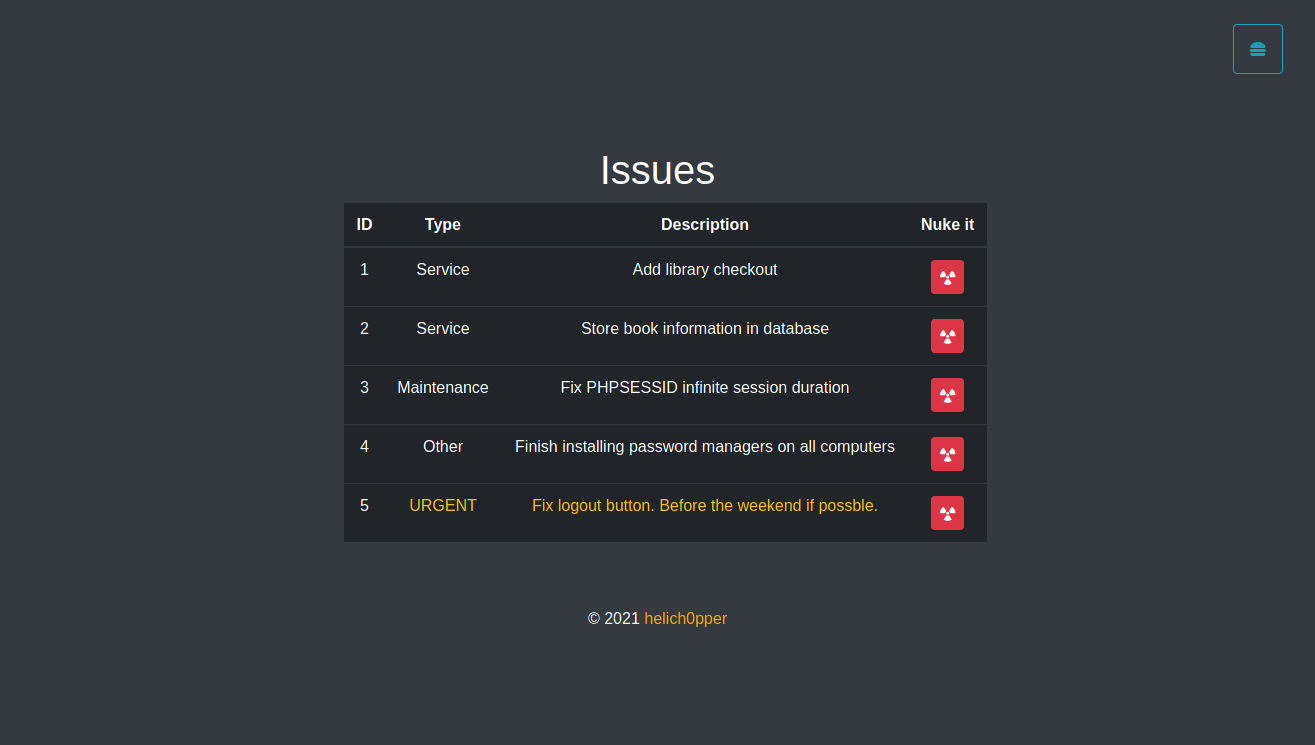 Issues
ID Type Description Nuke it
1 Service Add library checkout
2 Service Store book information in database
3 Maintenance Fix PHPSESSID infinite session duration
4 Other Finish installing password managers on all computers
5 URGENT Fix logout button. Before the weekend if possble.
© 2021 helich0pper